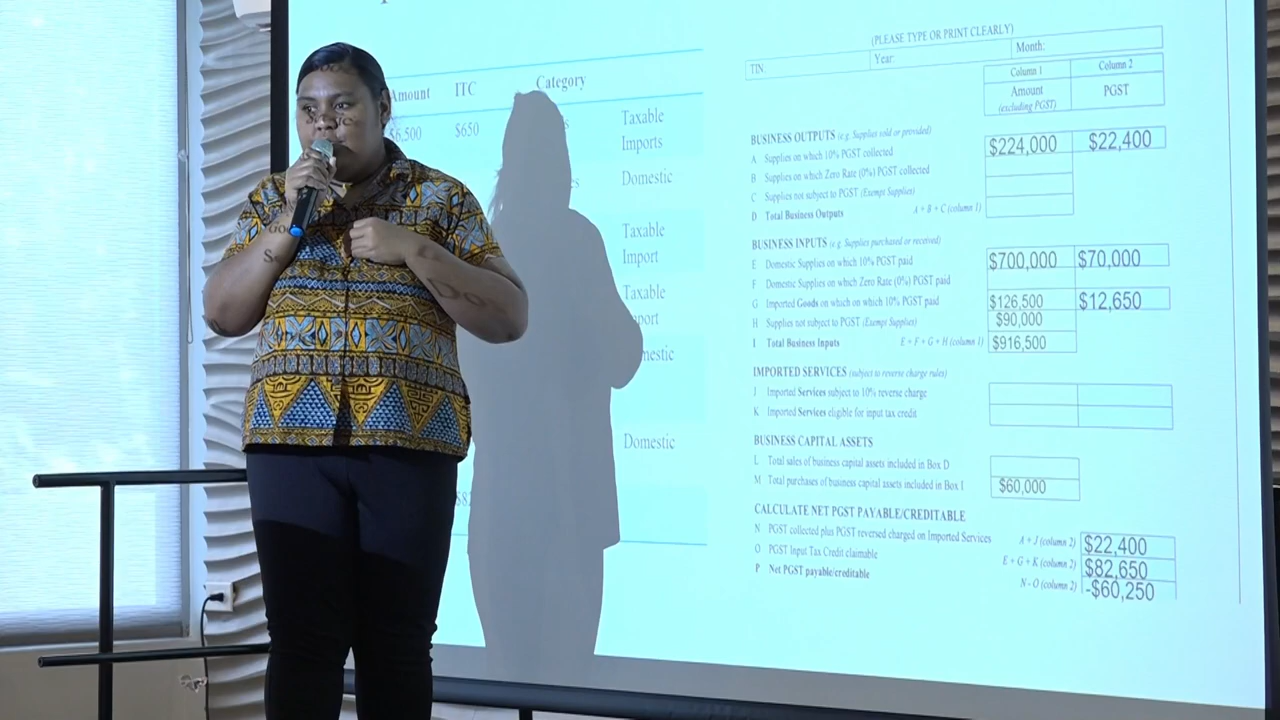 Amount ITC Category
$6,500 $650
Taxable
Imports
Domestic
Taxable
Import
Taxable
Domestic
(PLEASE TYPE OR PRINT CLEARLY)
TIN: Year: Month:
Column 1 Column 2
Amount PGST
(excluding PGST)
BUSINESS OUTPUTS (e.g. Supplies sold or provided)
A Supplies on which 10% PGST collected $224,000 $22,400
B Supplies on which Zero Rate (0%) PGST collected
C Supplies not subject to PGST (Exempt Supplies)
D Total Business Outputs A + B + C (column 1)
BUSINESS INPUTS (e.g. Supplies purchased or received)
E Domestic Supplies on which 10% PGST paid $700,000 $70,000
F Domestic Supplies on which Zero Rate (0%) PGST paid
G Imported Goods on which on which 10% PGST paid $126,500 $12,650
H Supplies not subject to PGST (Exempt Supplies) $90,000
I Total Business Inputs E + F + G + H (column 1) $916,500
IMPORTED SERVICES (subject to reverse charge rules)
J Imported Services subject to 10% reverse charge
K Imported Services eligible for input tax credit
BUSINESS CAPITAL ASSETS
L Total sales of business capital assets included in Box D
M Total purchases of business capital assets included in Box I $60,000
CALCULATE NET PGST PAYABLE/CREDITABLE
N PGST collected plus PGST reversed charged on Imported Services A + J (column 2) $22,400
O PGST Input Tax Credit claimable E + G + K (column 2) $82,650
P Net PGST payable/creditable N - O (column 2) -$60,250